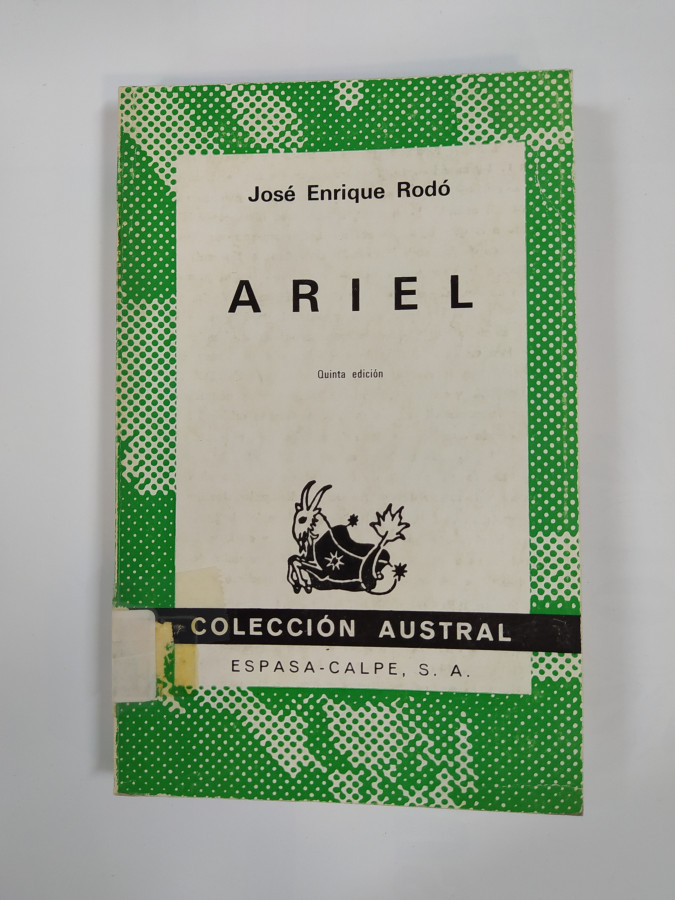 José Enrique Rodó
ARIEL
Quinta edición
COLECCIÓN AUSTRAL
ESPASA-CALPE, S. A.